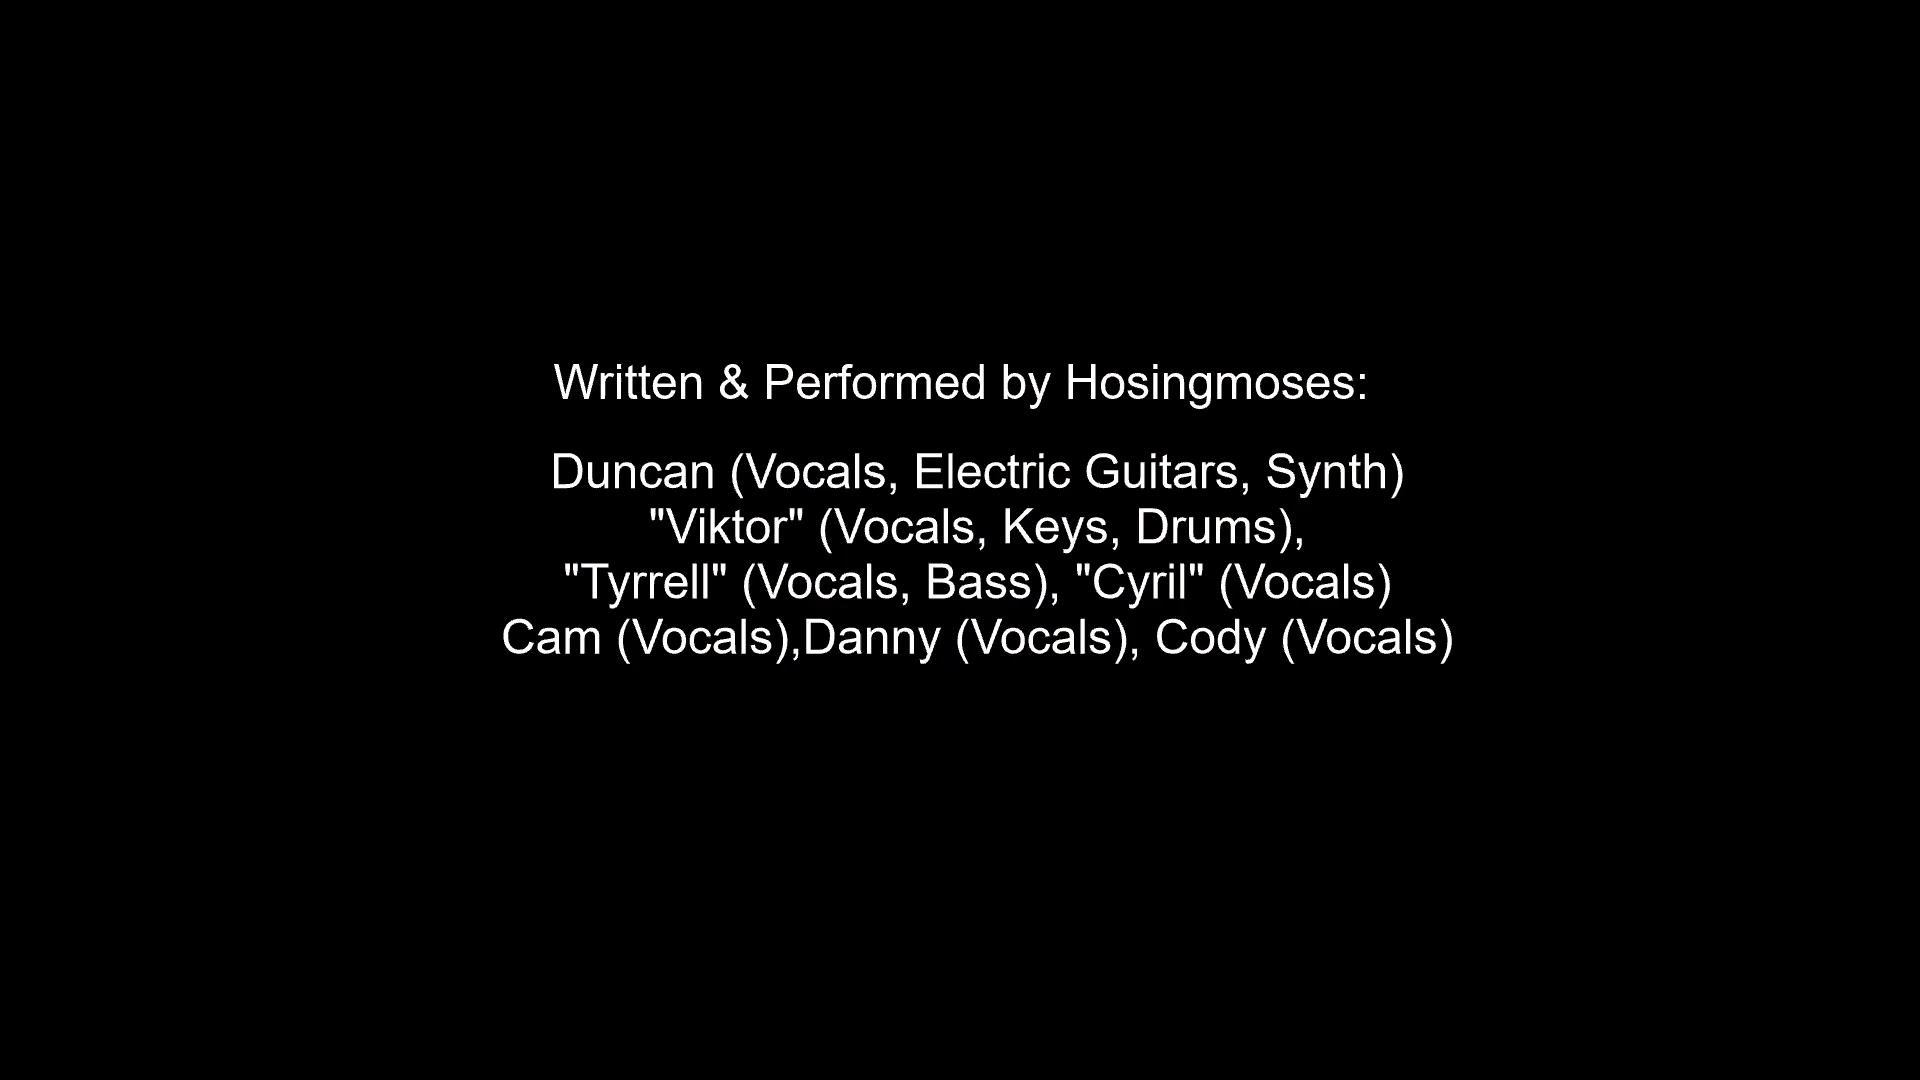 Written & Performed by Hosingmoses:
Duncan (Vocals, Electric Guitars, Synth)
"Viktor" (Vocals, Keys, Drums),
"Tyrrell" (Vocals, Bass), "Cyril" (Vocals)
Cam (Vocals),Danny (Vocals), Cody (Vocals)